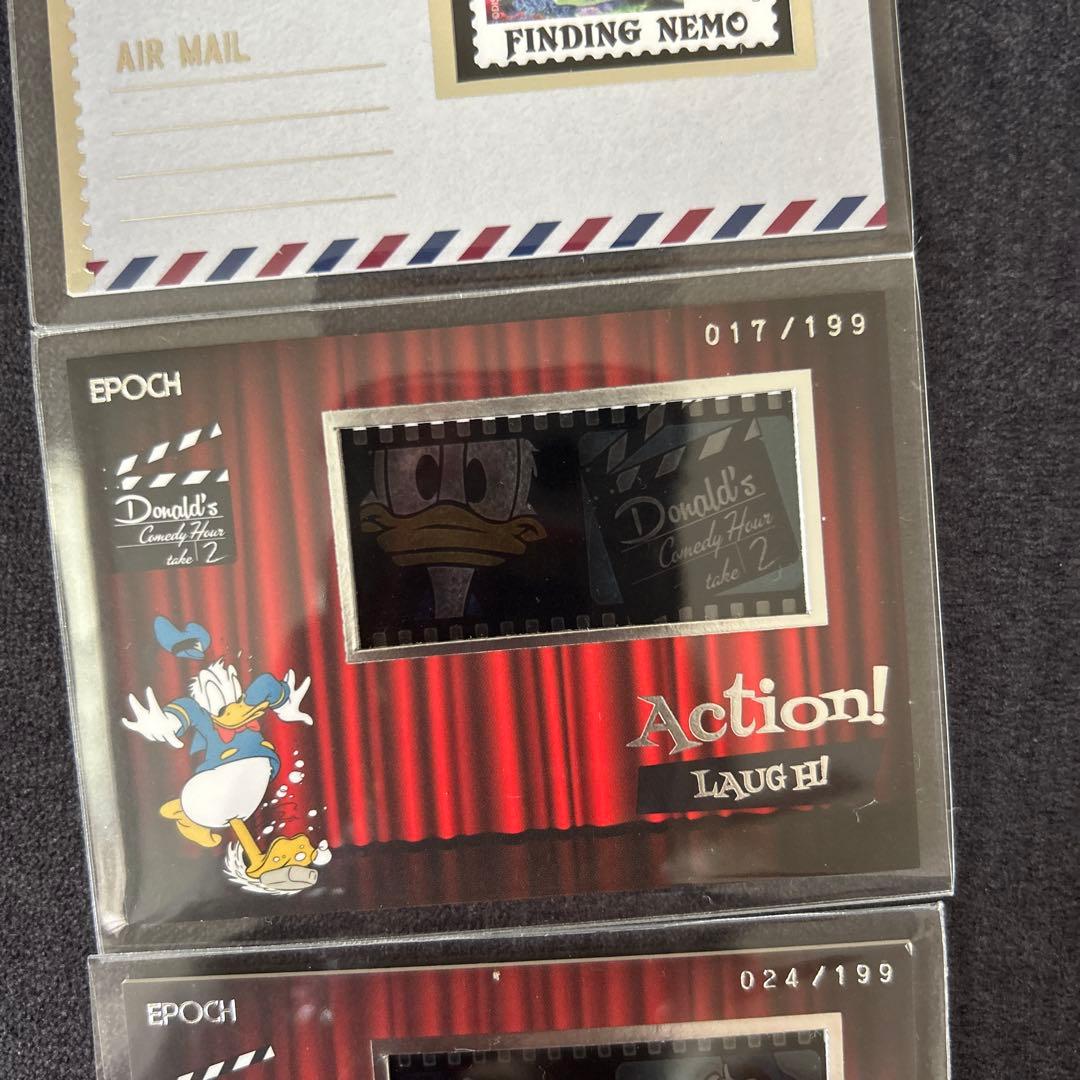 FINDING NEMO
AIR MAIL
017/199
EPOCH
Donald's
Comedy Hour
take 2
Donald's
Comedy Hour
take 2
Action!
LAUGH!
024/199
EPOCH